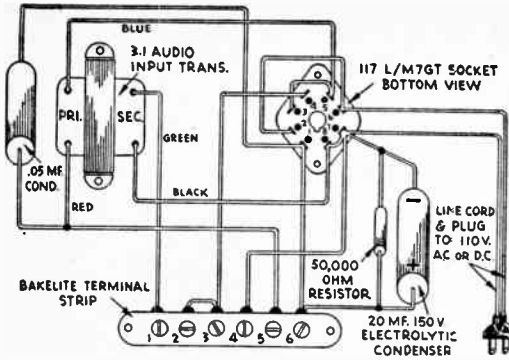 BLUE
3.1 AUDIO
INPUT TRANS.
117 L/M7GT SOCKET
BOTTOM VIEW
PRI.
SEC.
GREEN
.05 MF.
COND.
BLACK
RED
LINE CORD
& PLUG
TO 110 V.
AC OR D.C.
50,000
OHM
RESISTOR
BAKELITE TERMINAL
STRIP
1 2 3 4 5 6
20 MF. 150 V
ELECTROLYTIC
CONDENSER